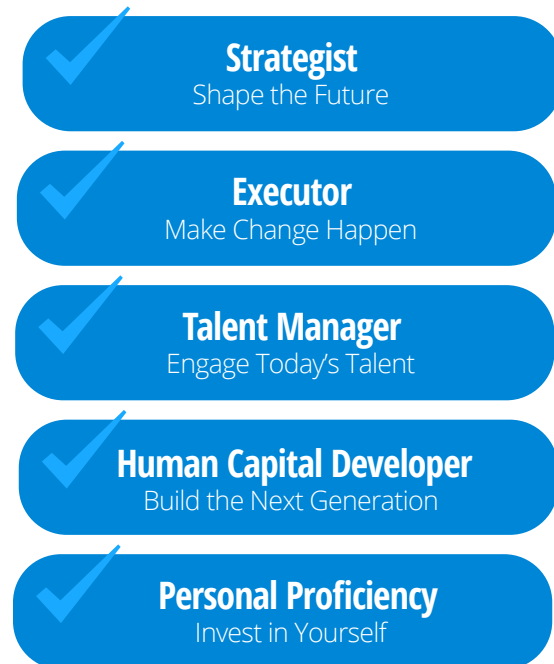 Strategist
Shape the Future
Executor
Make Change Happen
Talent Manager
Engage Today’s Talent
Human Capital Developer
Build the Next Generation
Personal Proficiency
Invest in Yourself